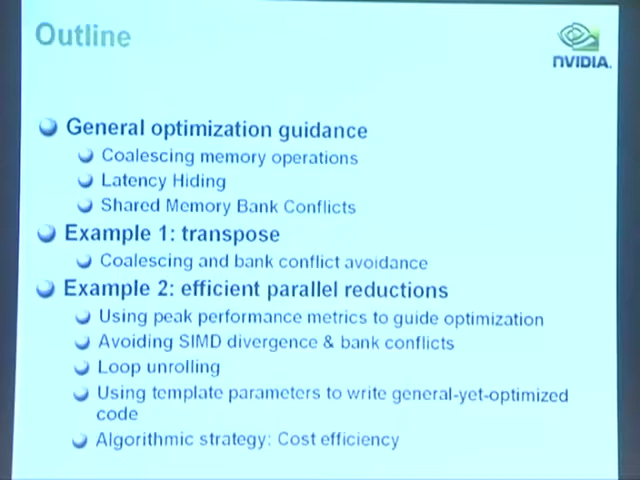 Outline
NVIDIA.
General optimization guidance
Coalescing memory operations
Latency Hiding
Shared Memory Bank Conflicts
Example 1: transpose
Coalescing and bank conflict avoidance
Example 2: efficient parallel reductions
Using peak performance metrics to guide optimization
Avoiding SIMD divergence & bank conflicts
Loop unrolling
Using template parameters to write general-yet-optimized
code
Algorithmic strategy: Cost efficiency